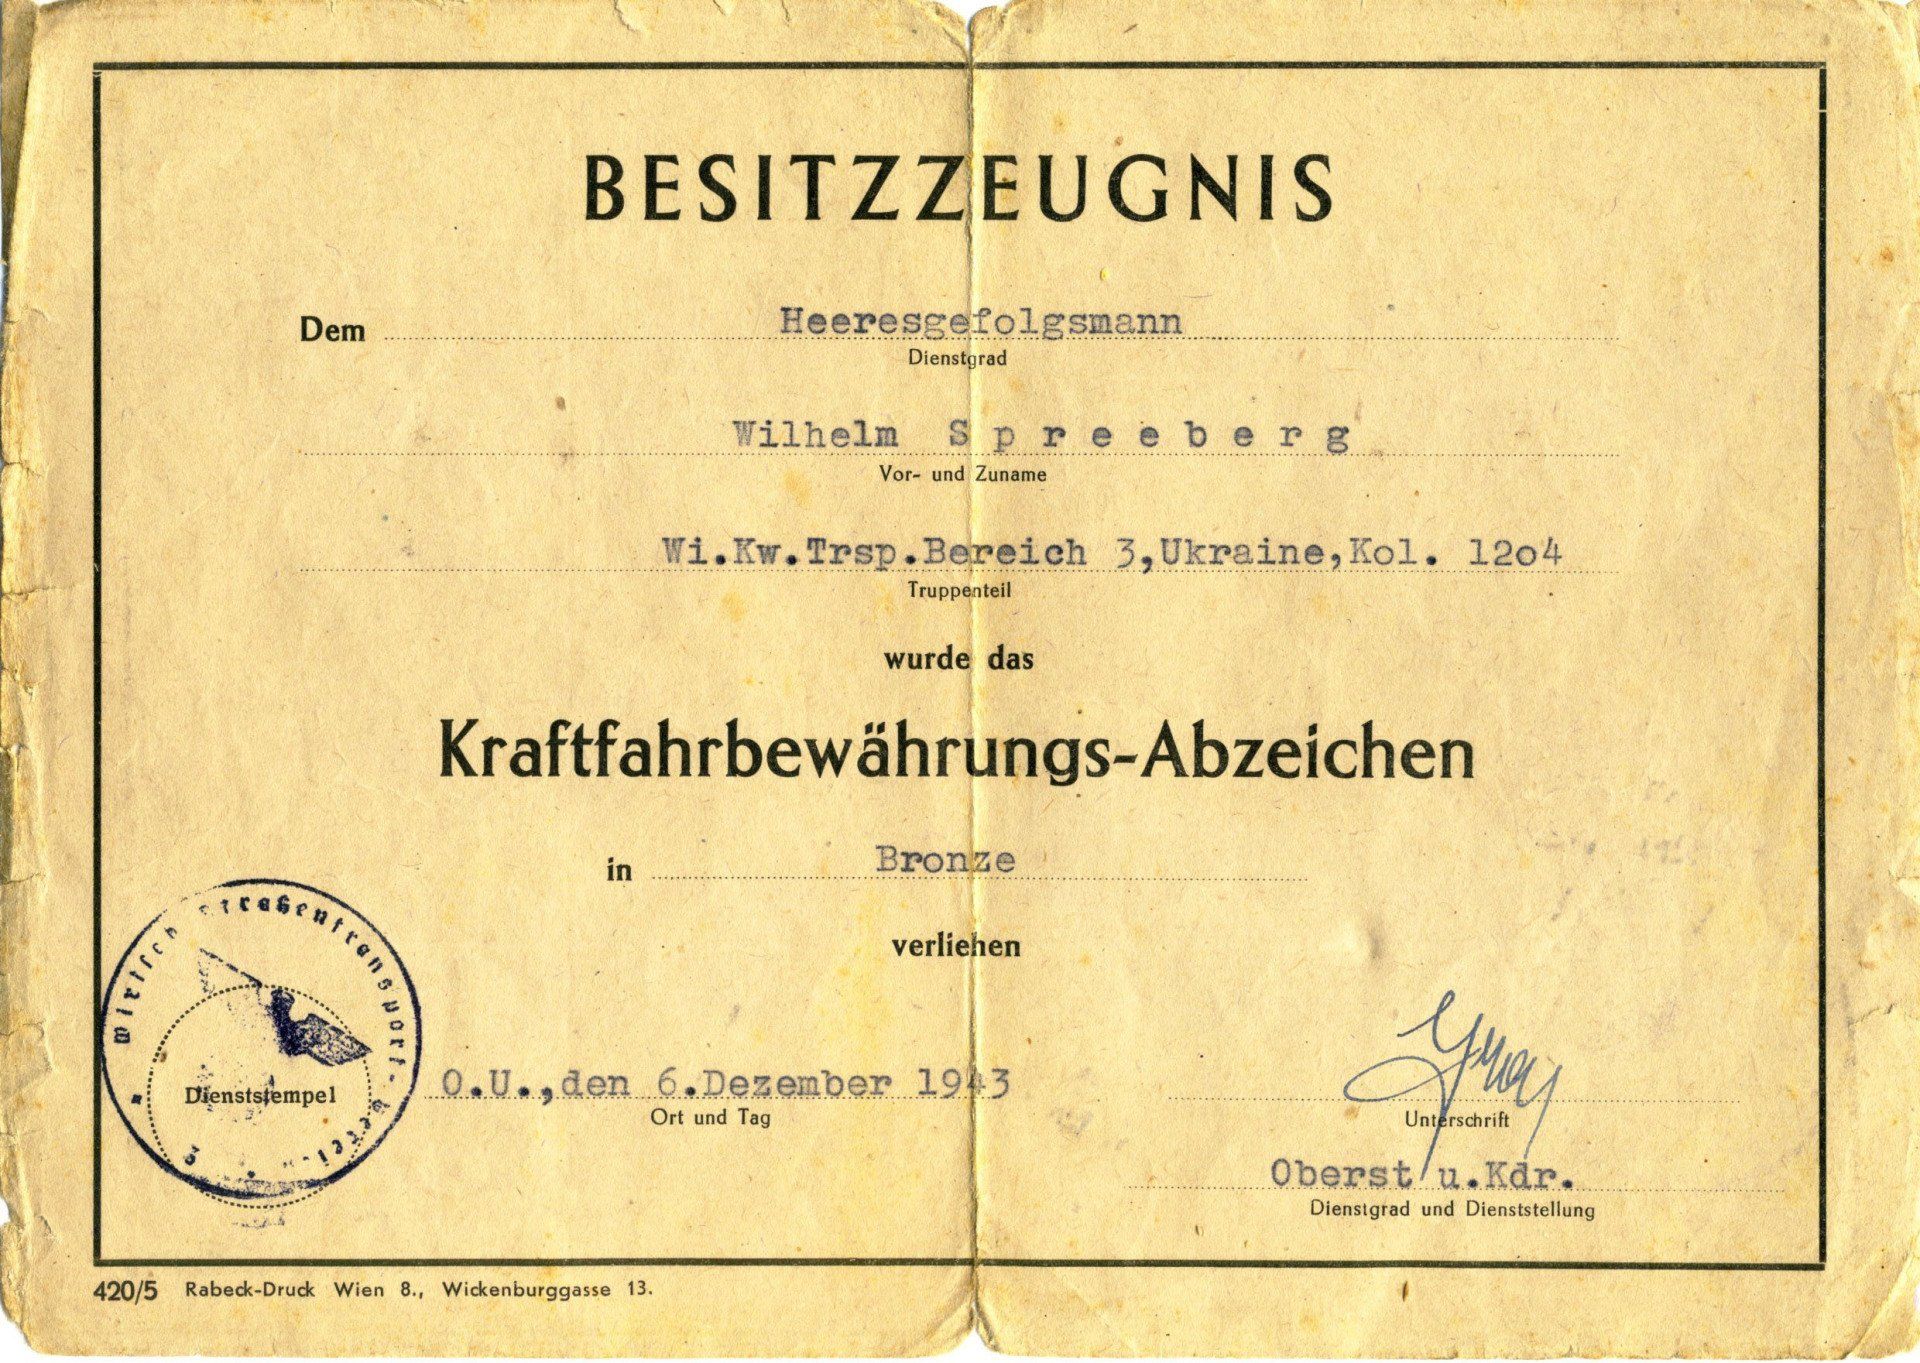 BESITZZEUGNIS
Dem Heeresgefolgsmann
Dienstgrad
Wilhelm Spreeberg
Vor- und Zuname
Wi.Kw.Trsp.Bereich 3,Ukraine,Kol. 12o4
Truppenteil
wurde das
Kraftfahrbewährungs-Abzeichen
in Bronze
verliehen
Dienststempel
O.U.,den 6.Dezember 1943
Ort und Tag
Unterschrift
Oberst u.Kdr.
Dienstgrad und Dienststellung
420/5 Rabeck-Druck Wien 8., Wickenburggasse 13.